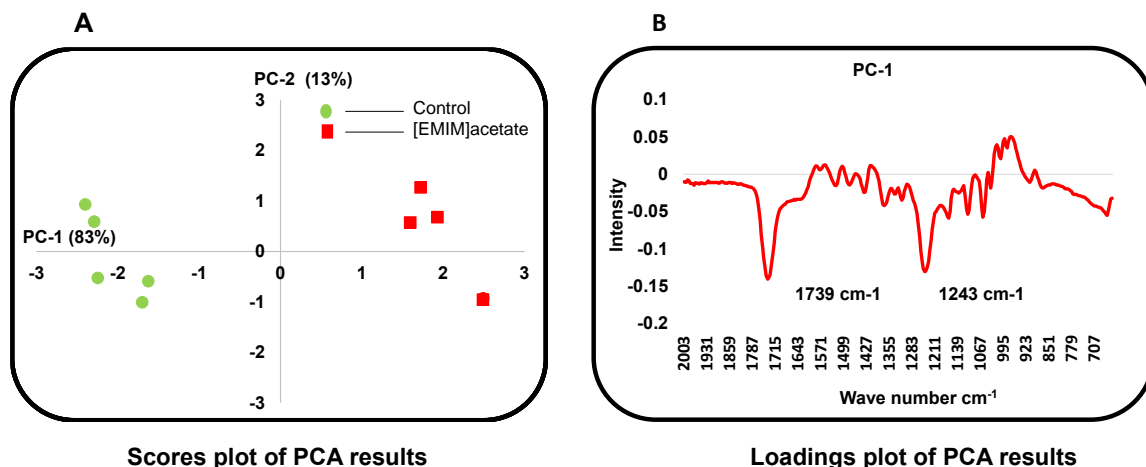 A
PC-2 (13%)
3
2
1
0
-1
-2
-3
Control
[EMIM]acetate
PC-1 (83%)
-3 -2 -1 0 1 2 3
Scores plot of PCA results
B
PC-1
0.1
0.05
0
-0.05
-0.1
-0.15
-0.2
Intensity
1739 cm-1 1243 cm-1
2003 1931 1859 1787 1715 1643 1571 1499 1427 1355 1283 1211 1139 1067 995 923 851 779 707
Wave number cm-1
Loadings plot of PCA results